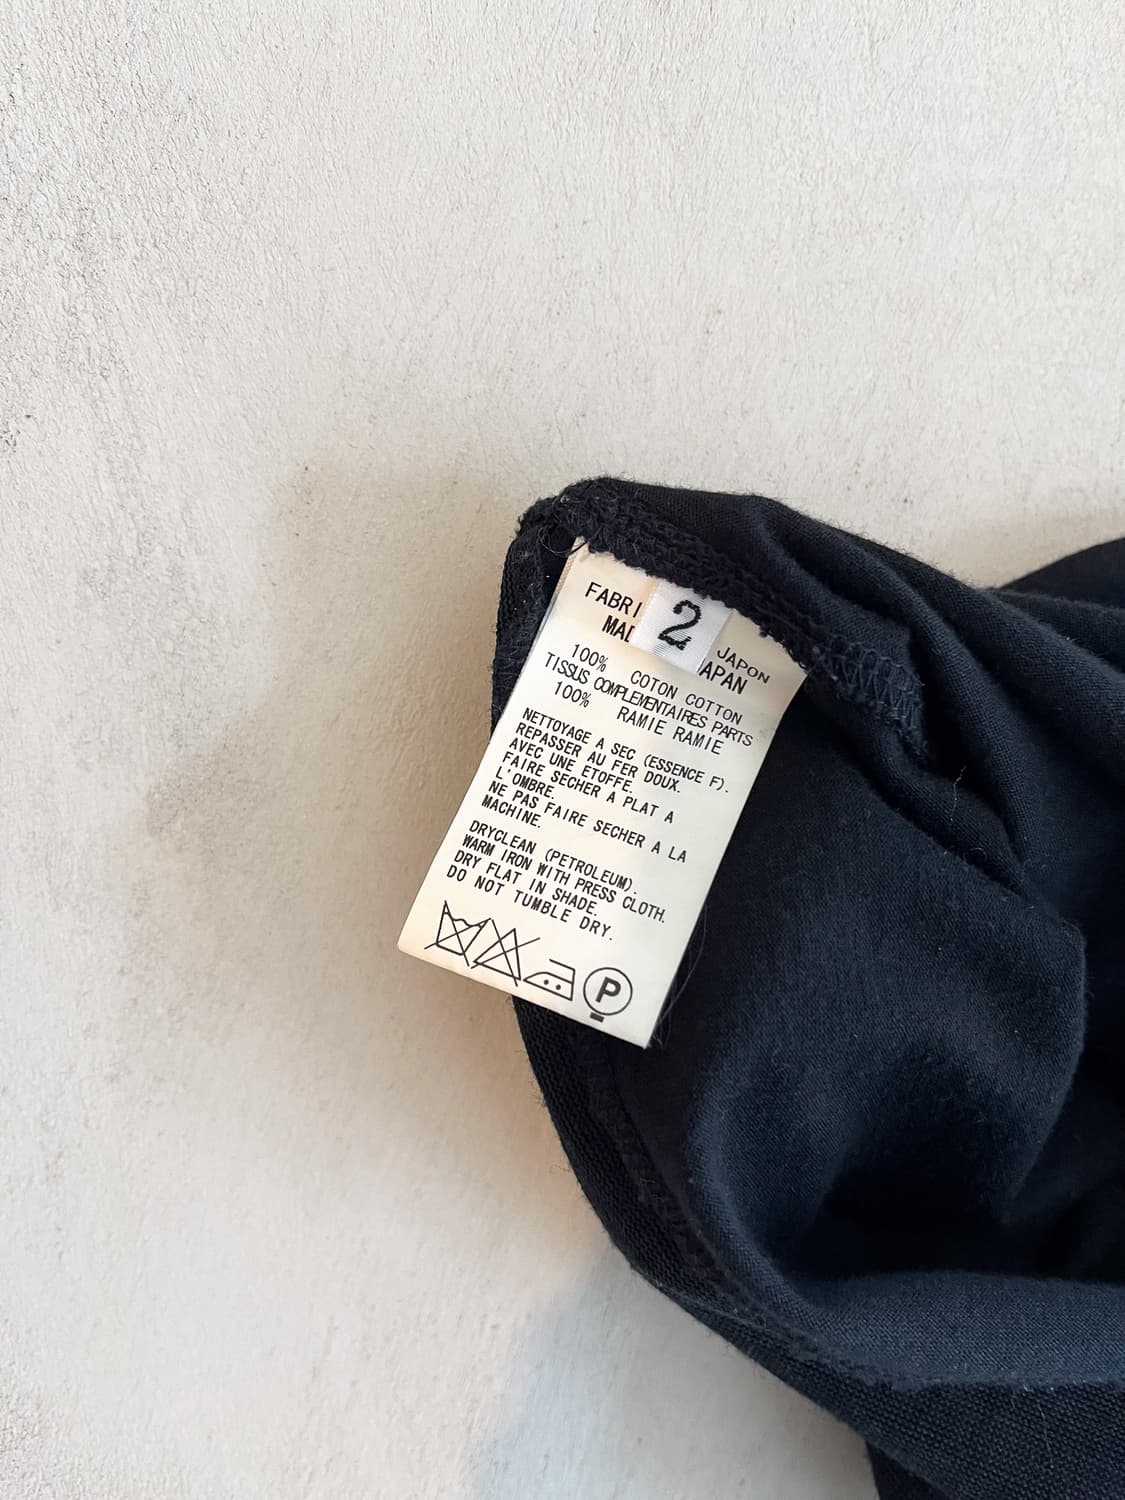 FABRI
2
JAPON
MAD
JAPAN
100% COTON COTTON
TISSUS COMPLEMENTAIRES PARTS
100% RAMIE RAMIE
NETTOYAGE A SEC (ESSENCE F).
REPASSER AU FER DOUX.
AVEC UNE ETOFFE.
FAIRE SECHER A PLAT A
L'OMBRE.
NE PAS FAIRE SECHER A LA
MACHINE.
DRYCLEAN (PETROLEUM).
WARM IRON WITH PRESS CLOTH.
DRY FLAT IN SHADE.
DO NOT TUMBLE DRY.
P